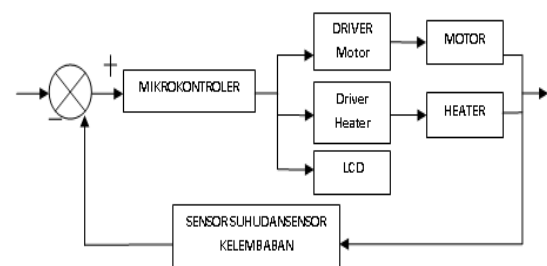 DRIVER
Motor
MOTOR
+
MIKROKONTROLER
−
Driver
Heater
HEATER
LCD
SENSOR SUHUDANSENSOR
KELEMBABAN